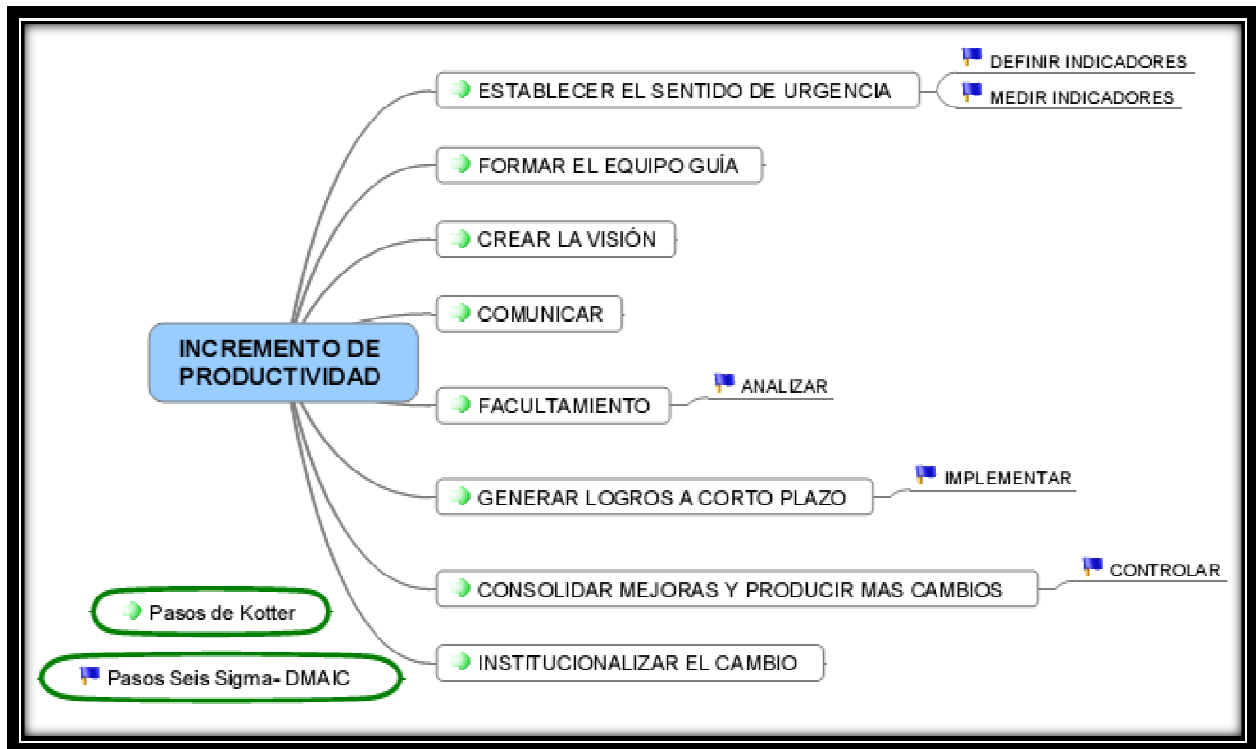 DEFINIR INDICADORES
ESTABLECER EL SENTIDO DE URGENCIA
MEDIR INDICADORES
FORMAR EL EQUIPO GUÍA
CREAR LA VISIÓN
COMUNICAR
INCREMENTO DE
PRODUCTIVIDAD
ANALIZAR
FACULTAMIENTO
IMPLEMENTAR
GENERAR LOGROS A CORTO PLAZO
CONTROLAR
CONSOLIDAR MEJORAS Y PRODUCIR MAS CAMBIOS
Pasos de Kotter
INSTITUCIONALIZAR EL CAMBIO
Pasos Seis Sigma- DMAIC